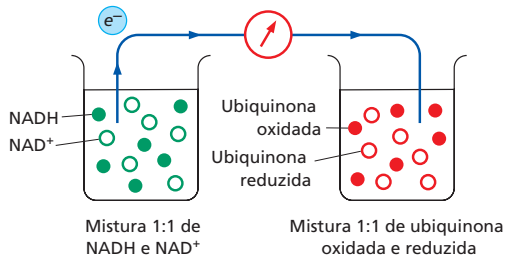 e⁻
NADH
NAD⁺
Ubiquinona
oxidada
Ubiquinona
reduzida
Mistura 1:1 de
NADH e NAD⁺
Mistura 1:1 de ubiquinona
oxidada e reduzida